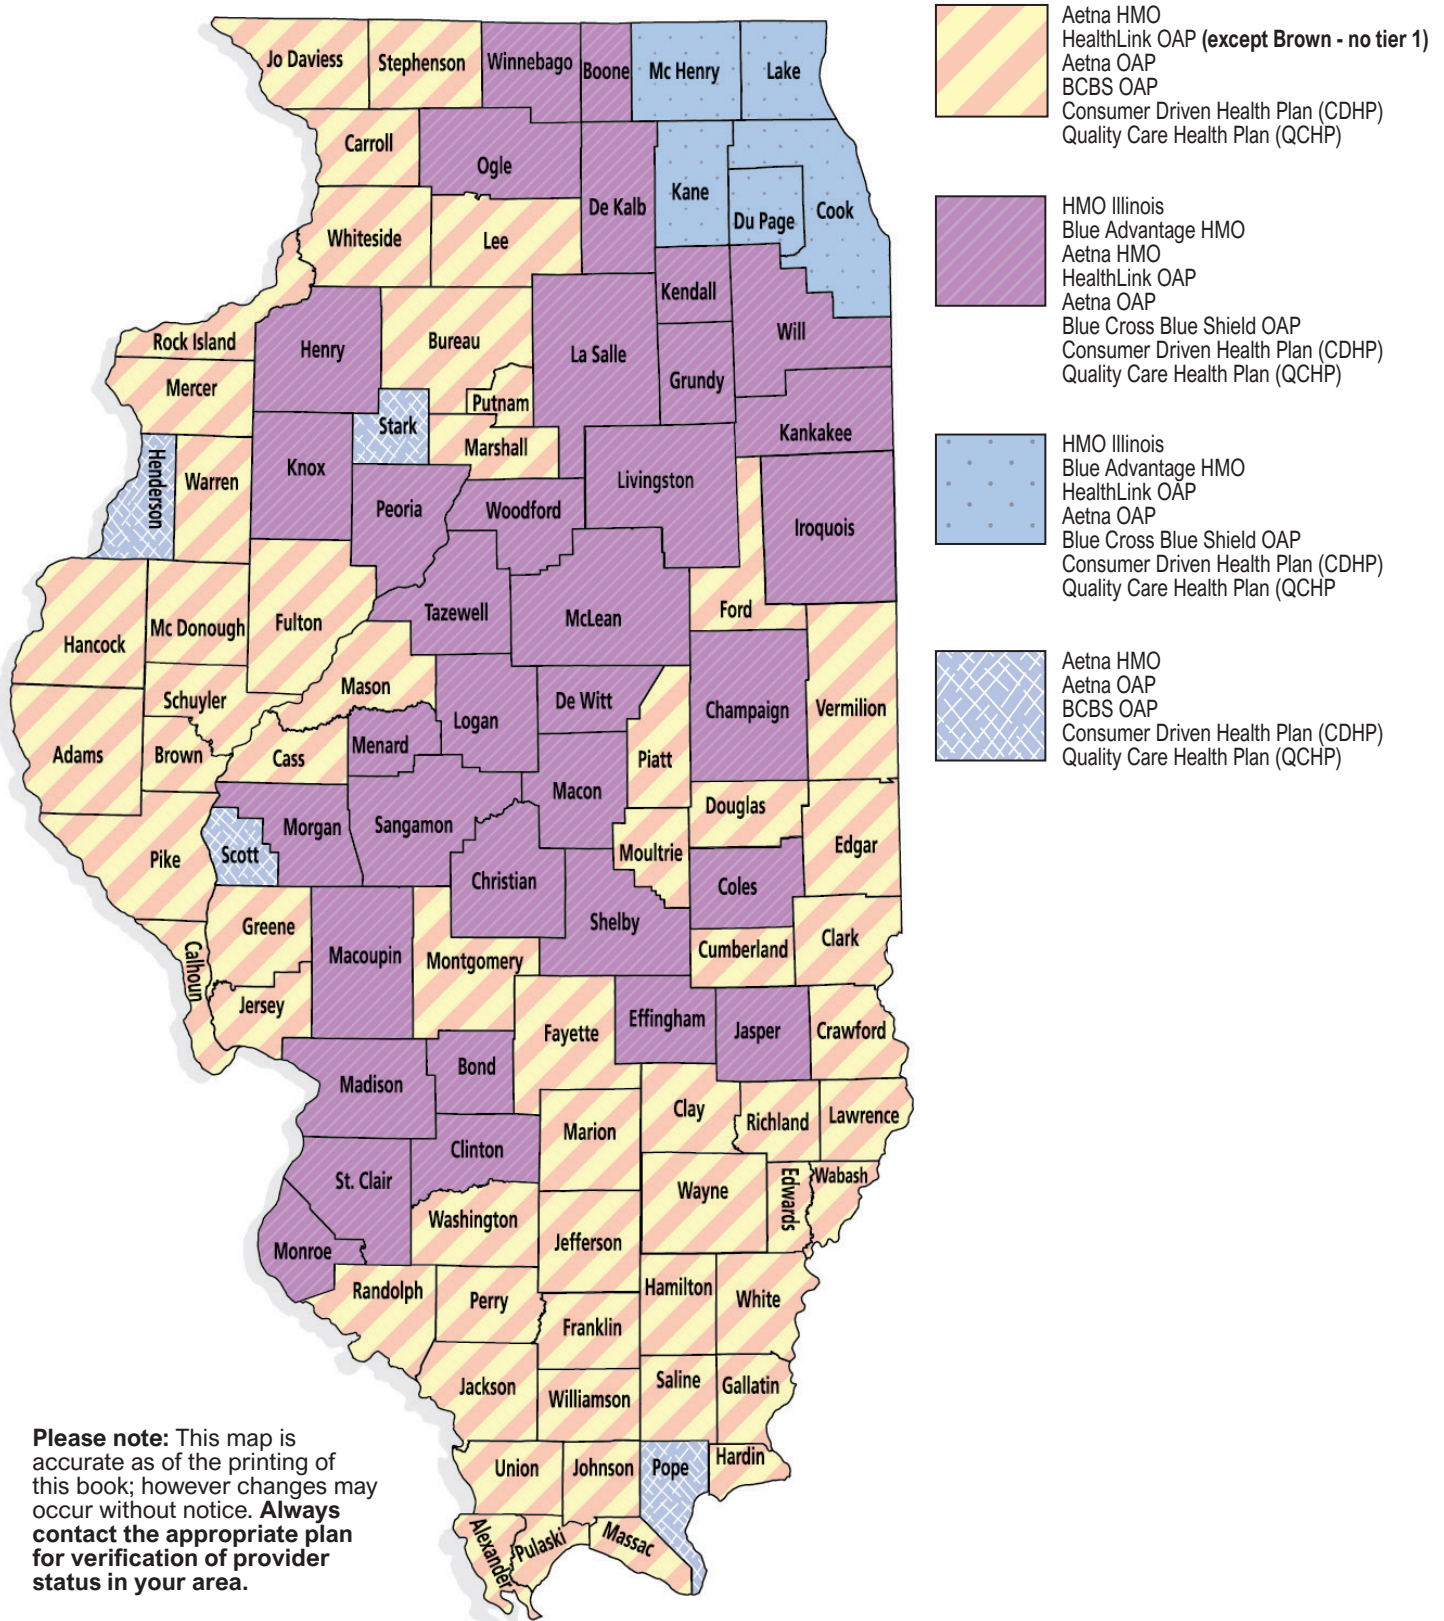 Jo Daviess
Stephenson
Winnebago
Boone
Mc Henry
Lake
Carroll
Ogle
De Kalb
Kane
Du Page
Cook
Whiteside
Lee
Kendall
Will
Rock Island
Henry
Bureau
La Salle
Grundy
Mercer
Putnam
Stark
Kankakee
Marshall
Henderson
Warren
Knox
Peoria
Woodford
Livingston
Iroquois
Hancock
Mc Donough
Fulton
Tazewell
McLean
Ford
Schuyler
Mason
Logan
De Witt
Champaign
Vermilion
Adams
Brown
Cass
Menard
Piatt
Macon
Douglas
Pike
Scott
Morgan
Sangamon
Christian
Moultrie
Coles
Edgar
Shelby
Greene
Calhoun
Macoupin
Montgomery
Cumberland
Clark
Jersey
Fayette
Effingham
Jasper
Crawford
Madison
Bond
Clay
Richland
Lawrence
Marion
Clinton
St. Clair
Wayne
Edwards
Wabash
Washington
Jefferson
Monroe
Randolph
Perry
Hamilton
White
Franklin
Jackson
Williamson
Saline
Gallatin
Union
Johnson
Pope
Hardin
Alexander
Pulaski
Massac
Aetna HMO
HealthLink OAP (except Brown - no tier 1)
Aetna OAP
BCBS OAP
Consumer Driven Health Plan (CDHP)
Quality Care Health Plan (QCHP)
HMO Illinois
Blue Advantage HMO
Aetna HMO
HealthLink OAP
Aetna OAP
Blue Cross Blue Shield OAP
Consumer Driven Health Plan (CDHP)
Quality Care Health Plan (QCHP)
HMO Illinois
Blue Advantage HMO
HealthLink OAP
Aetna OAP
Blue Cross Blue Shield OAP
Consumer Driven Health Plan (CDHP)
Quality Care Health Plan (QCHP
Aetna HMO
Aetna OAP
BCBS OAP
Consumer Driven Health Plan (CDHP)
Quality Care Health Plan (QCHP)
Please note: This map is
accurate as of the printing of
this book; however changes may
occur without notice. Always
contact the appropriate plan
for verification of provider
status in your area.